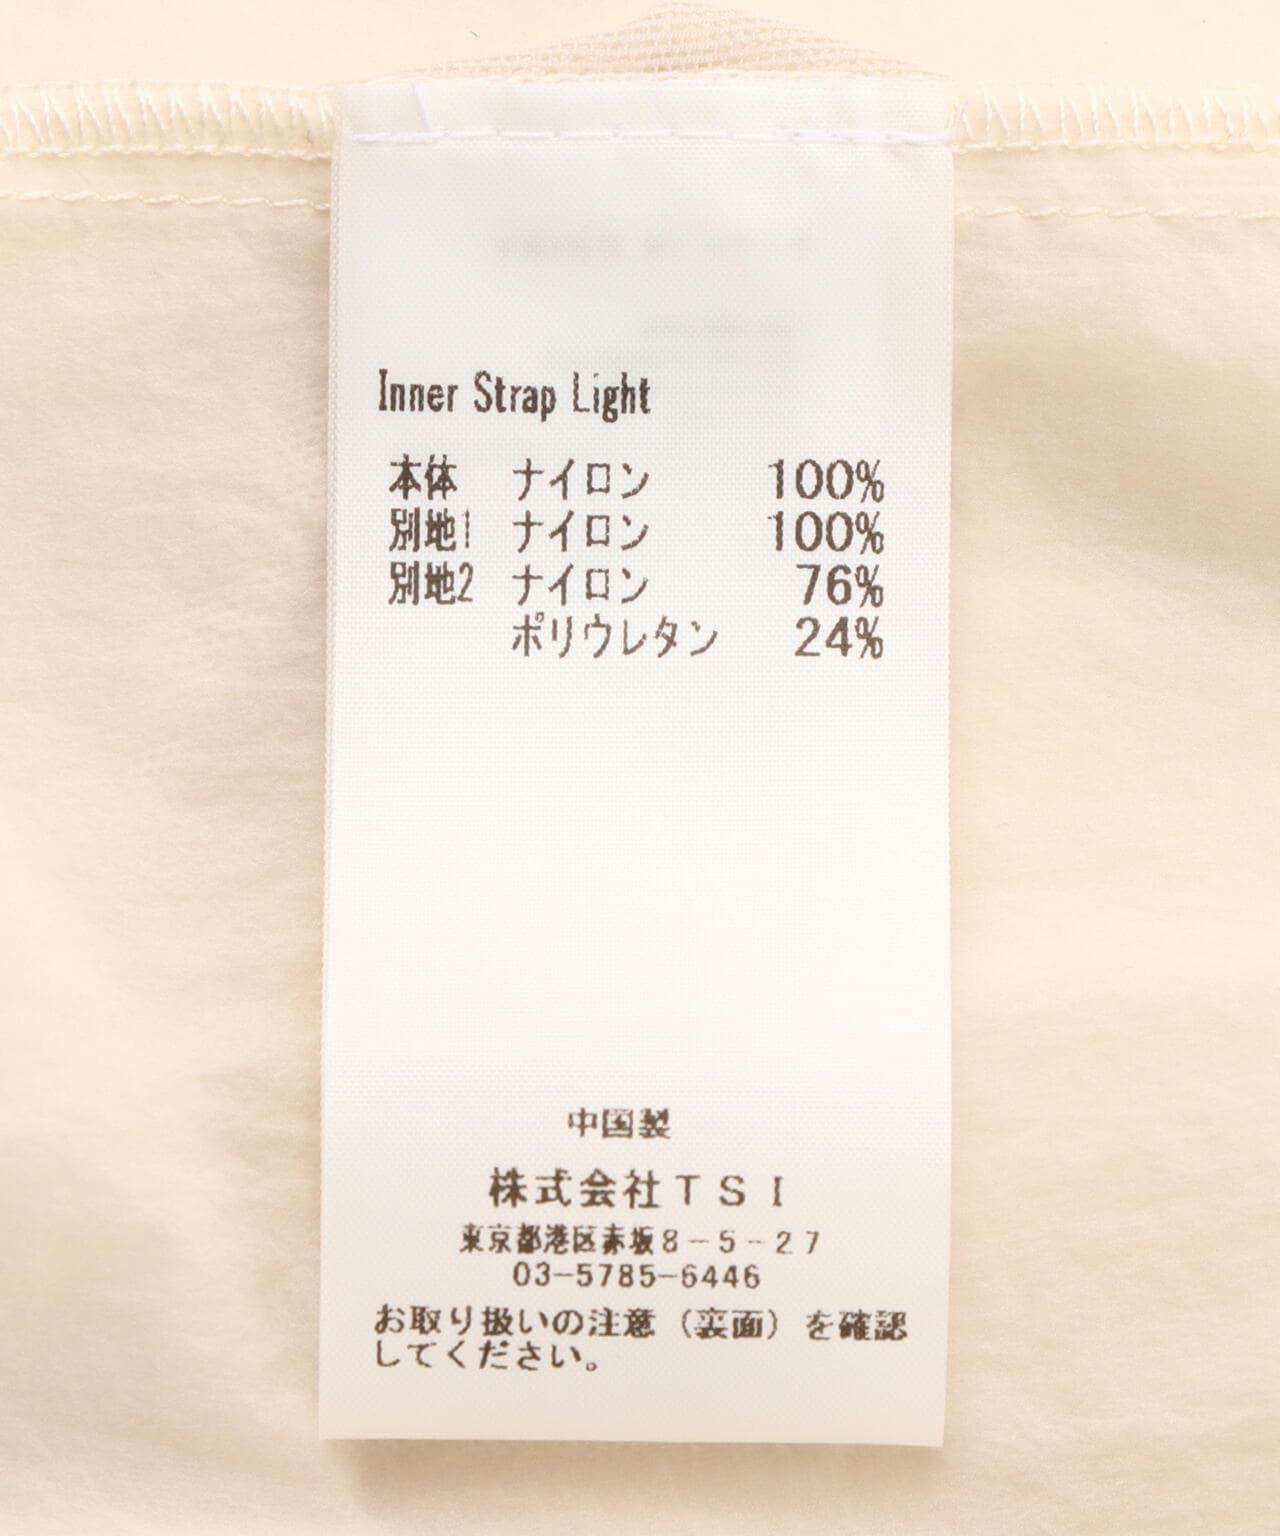 Inner Strap Light
本体 ナイロン 100%
別地1 ナイロン 100%
別地2 ナイロン 76%
ポリウレタン 24%
中国製
株式会社TSI
東京都港区赤坂8-5-27
03-5785-6446
お取り扱いの注意（裏面）を確認
してください。